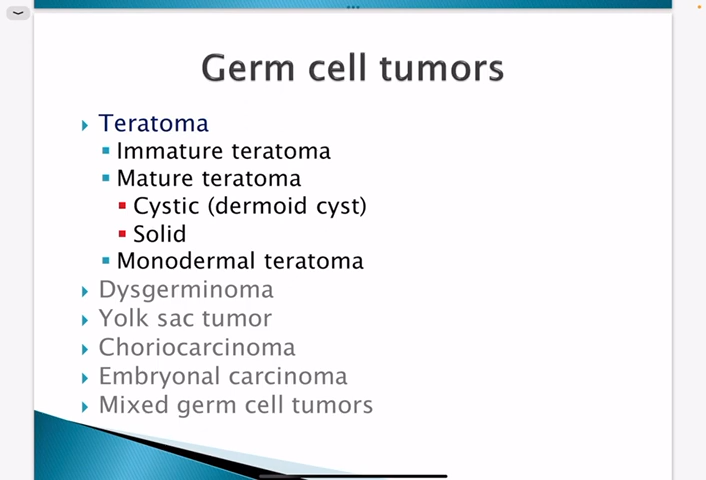 Germ cell tumors
Teratoma
Immature teratoma
Mature teratoma
Cystic (dermoid cyst)
Solid
Monodermal teratoma
Dysgerminoma
Yolk sac tumor
Choriocarcinoma
Embryonal carcinoma
Mixed germ cell tumors